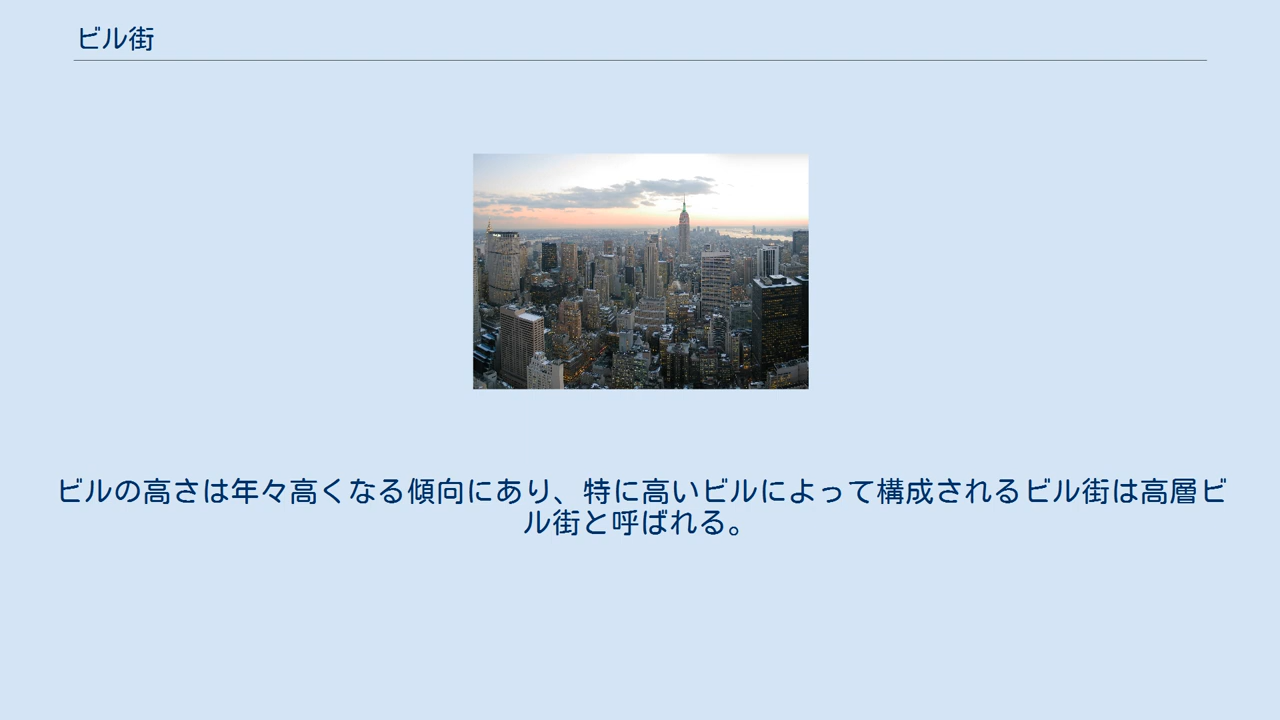 ビル街
ビルの高さは年々高くなる傾向にあり、特に高いビルによって構成されるビル街は高層ビ
ル街と呼ばれる。